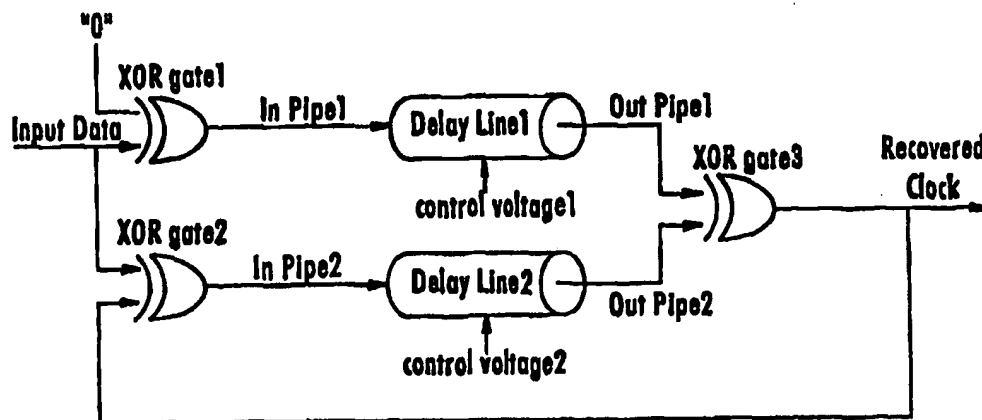 "0"
XOR gate1
Input Data
In Pipe1
Delay Line1
Out Pipe1
control voltage1
XOR gate3
Recovered
Clock
XOR gate2
In Pipe2
Delay Line2
Out Pipe2
control voltage2